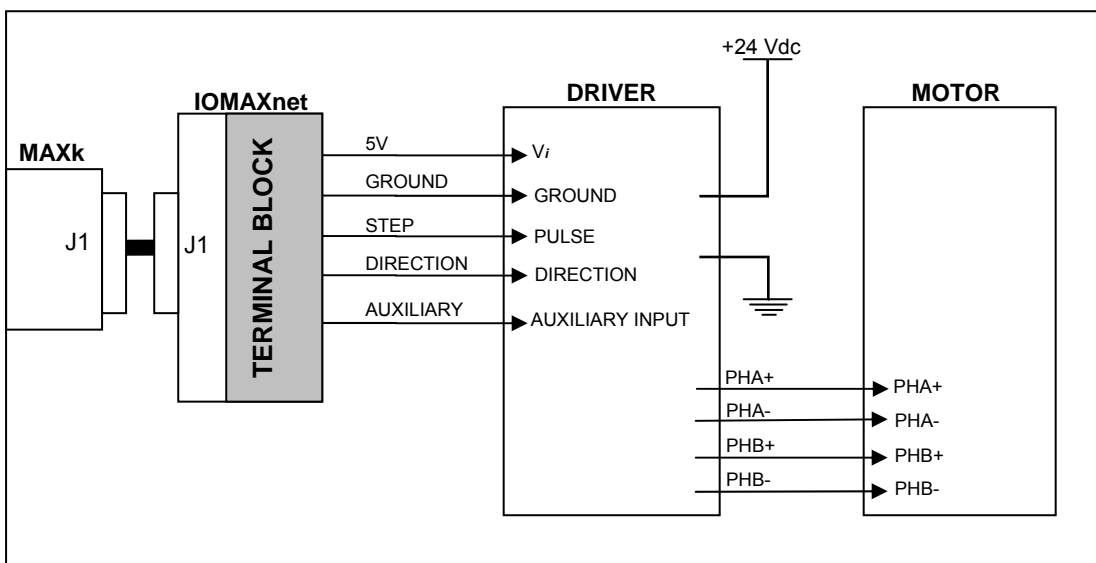 +24 Vdc
DRIVER
MOTOR
IOMAXnet
MAXk
J1
J1
TERMINAL BLOCK
5V
GROUND
STEP
DIRECTION
AUXILIARY
Vi
GROUND
PULSE
DIRECTION
AUXILIARY INPUT
PHA+
PHA-
PHB+
PHB-
PHA+
PHA-
PHB+
PHB-